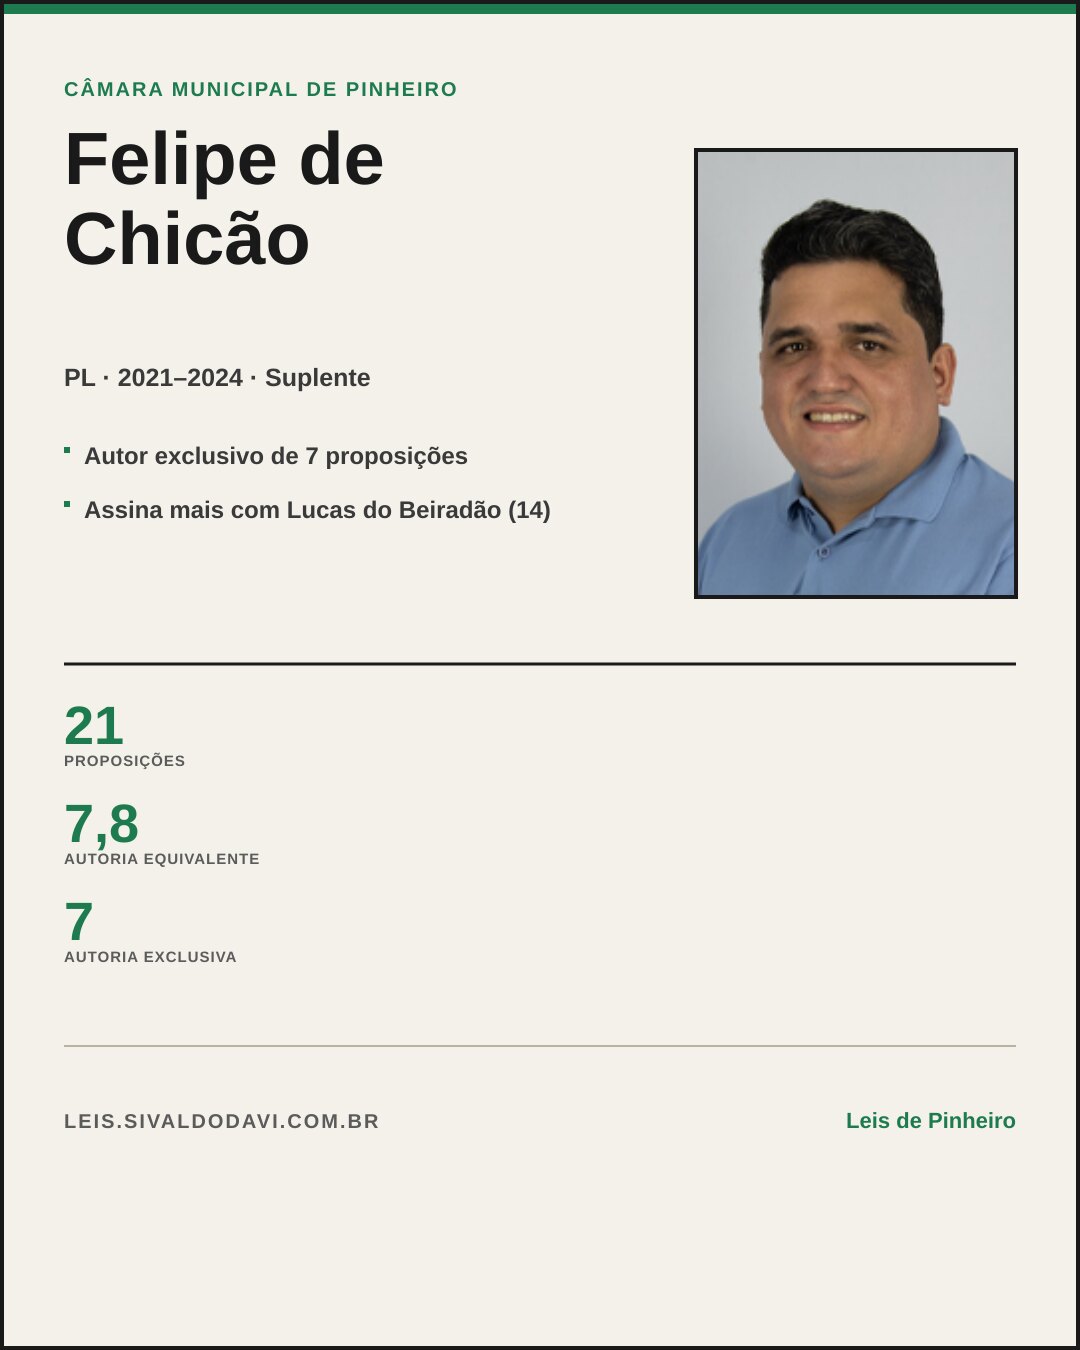 CÂMARA MUNICIPAL DE PINHEIRO
Felipe de
Chicão
PL · 2021–2024 · Suplente
Autor exclusivo de 7 proposições
Assina mais com Lucas do Beiradão (14)
21
PROPOSIÇÕES
7,8
AUTORIA EQUIVALENTE
7
AUTORIA EXCLUSIVA
LEIS.SIVALDODAVI.COM.BR
Leis de Pinheiro